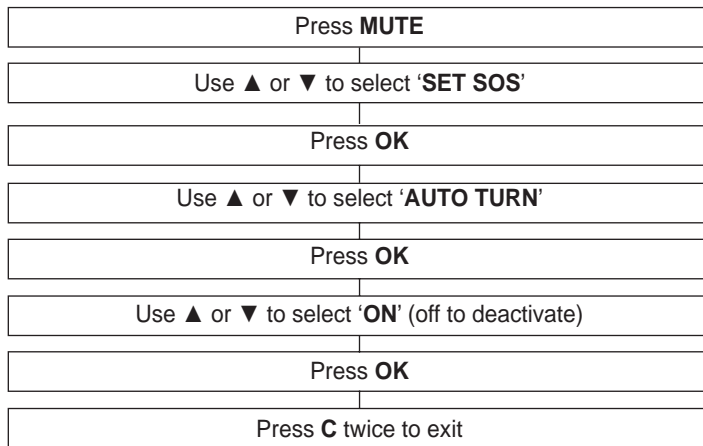 Press MUTE
Use ▲ or ▼ to select ‘SET SOS’
Press OK
Use ▲ or ▼ to select ‘AUTO TURN’
Press OK
Use ▲ or ▼ to select ‘ON’ (off to deactivate)
Press OK
Press C twice to exit